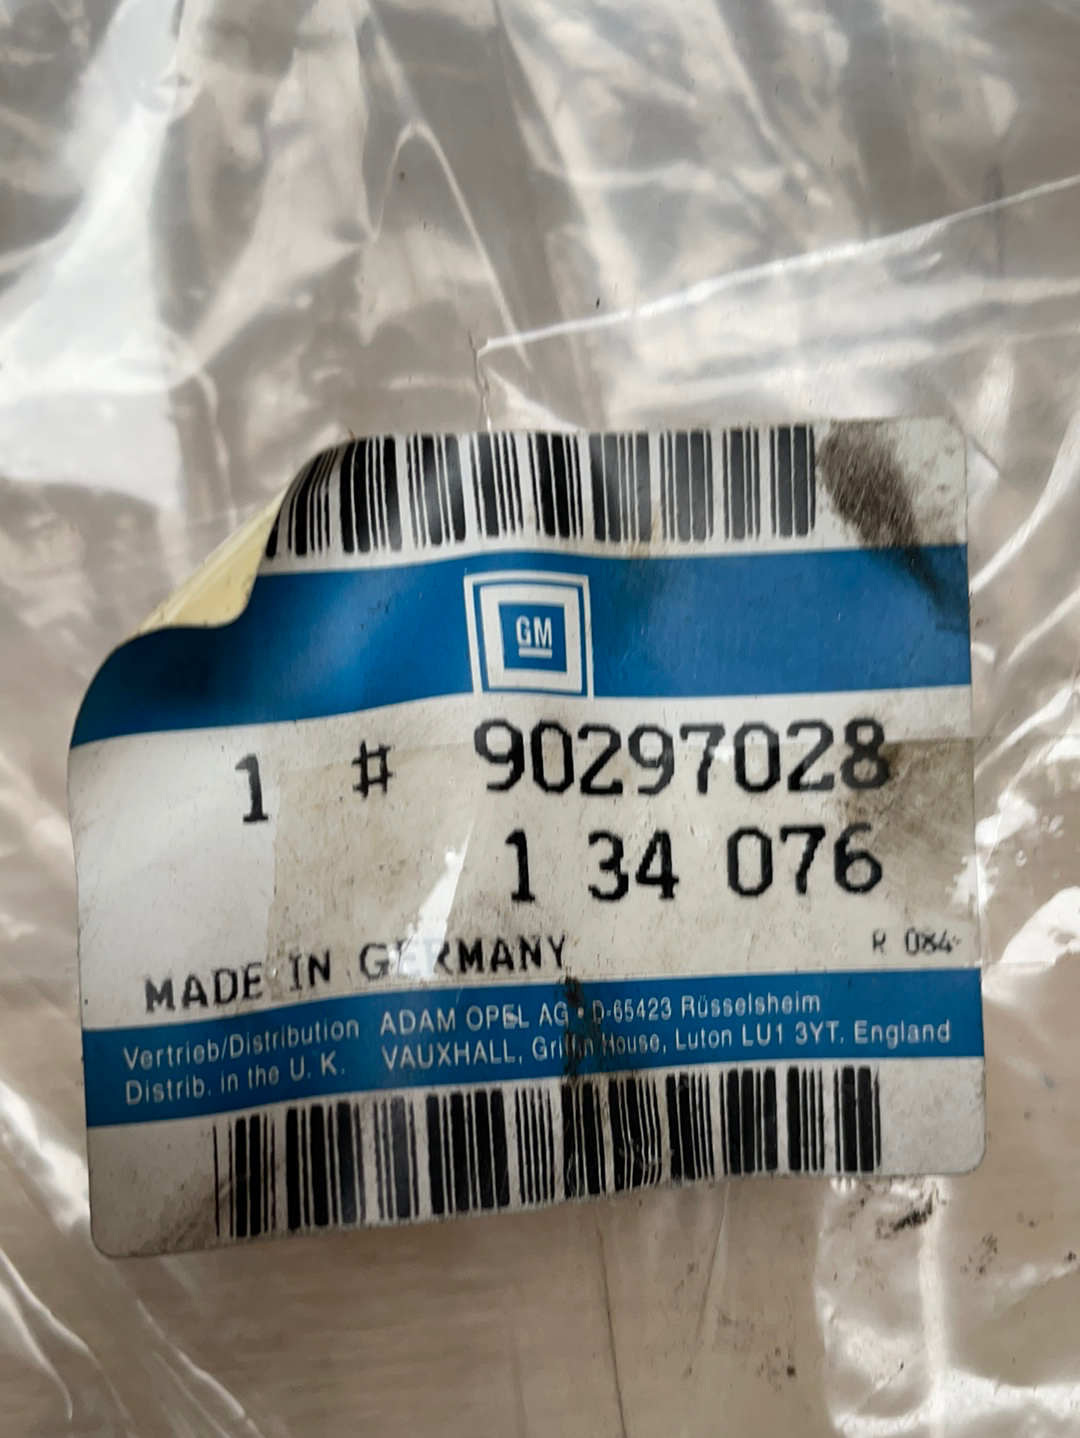 GM
1 # 90297028
1 34 076
MADE IN GERMANY
R 084
Vertrieb/Distribution ADAM OPEL AG • D-65423 Rüsselsheim
Distrib. in the U. K. VAUXHALL, Griffin House, Luton LU1 3YT. England